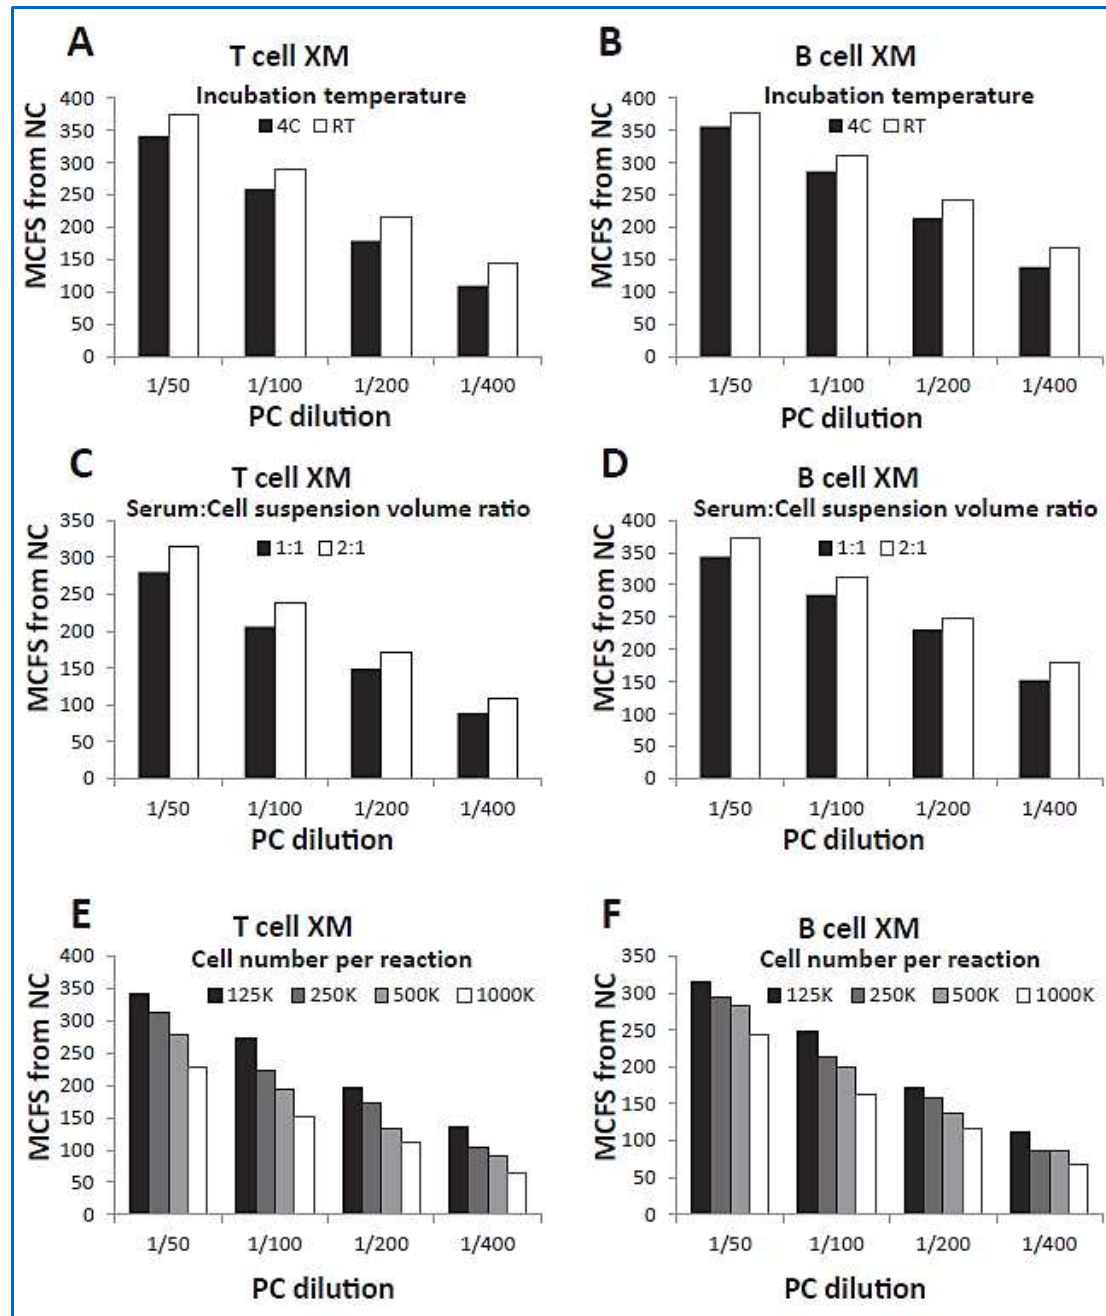 A
T cell XM
Incubation temperature
4C RT
MCFS from NC
400
350
300
250
200
150
100
50
0
1/50 1/100 1/200 1/400
PC dilution
B
B cell XM
Incubation temperature
4C RT
MCFS from NC
400
350
300
250
200
150
100
50
0
1/50 1/100 1/200 1/400
PC dilution
C
T cell XM
Serum:Cell suspension volume ratio
1:1 2:1
MCFS from NC
350
300
250
200
150
100
50
0
1/50 1/100 1/200 1/400
PC dilution
D
B cell XM
Serum:Cell suspension volume ratio
1:1 2:1
MCFS from NC
400
350
300
250
200
150
100
50
0
1/50 1/100 1/200 1/400
PC dilution
E
T cell XM
Cell number per reaction
125K 250K 500K 1000K
MCFS from NC
400
350
300
250
200
150
100
50
0
1/50 1/100 1/200 1/400
PC dilution
F
B cell XM
Cell number per reaction
125K 250K 500K 1000K
MCFS from NC
350
300
250
200
150
100
50
0
1/50 1/100 1/200 1/400
PC dilution